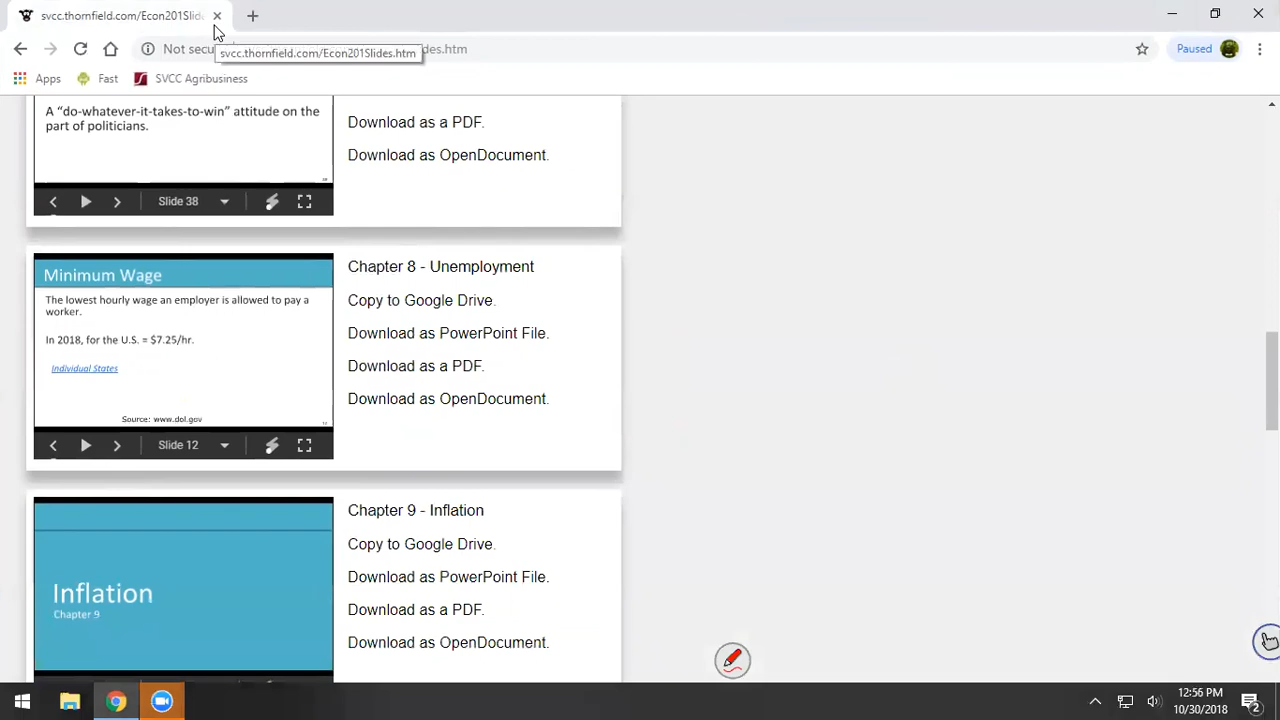 svcc.thornfield.com/Econ201Slid
Not secu
des.htm
svcc.thornfield.com/Econ201Slides.htm
Paused
Apps
Fast
SVCC Agribusiness
A “do-whatever-it-takes-to-win” attitude on the
part of politicians.
Slide 38
Download as a PDF.
Download as OpenDocument.
Minimum Wage
The lowest hourly wage an employer is allowed to pay a
worker.
In 2018, for the U.S. = $7.25/hr.
Individual States
Source: www.dol.gov
12
Slide 12
Chapter 8 - Unemployment
Copy to Google Drive.
Download as PowerPoint File.
Download as a PDF.
Download as OpenDocument.
Inflation
Chapter 9
Chapter 9 - Inflation
Copy to Google Drive.
Download as PowerPoint File.
Download as a PDF.
Download as OpenDocument.
12:56 PM
10/30/2018
2